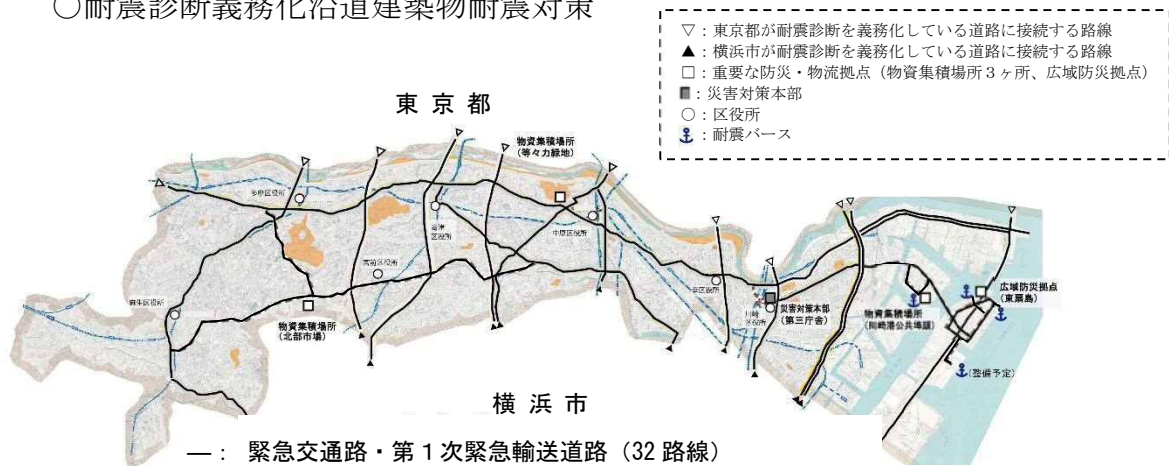 ○耐震診断義務化沿道建築物耐震対策
▽：東京都が耐震診断を義務化している道路に接続する路線
▲：横浜市が耐震診断を義務化している道路に接続する路線
□：重要な防災・物流拠点（物資集積場所３ヶ所、広域防災拠点）
■：災害対策本部
○：区役所
⚓：耐震バース
東京都
物資集積場所
（等々力緑地）
多摩区役所
高津
区役所
中原区役所
宮前区役所
麻生区役所
物資集積場所
（北部市場）
幸区役所
川崎
区役所
災害対策本部
（第三庁舎）
物資集積場所
（川崎港公共埠頭）
広域防災拠点
（東扇島）
（整備予定）
横浜市
―： 緊急交通路・第１次緊急輸送道路（32 路線）